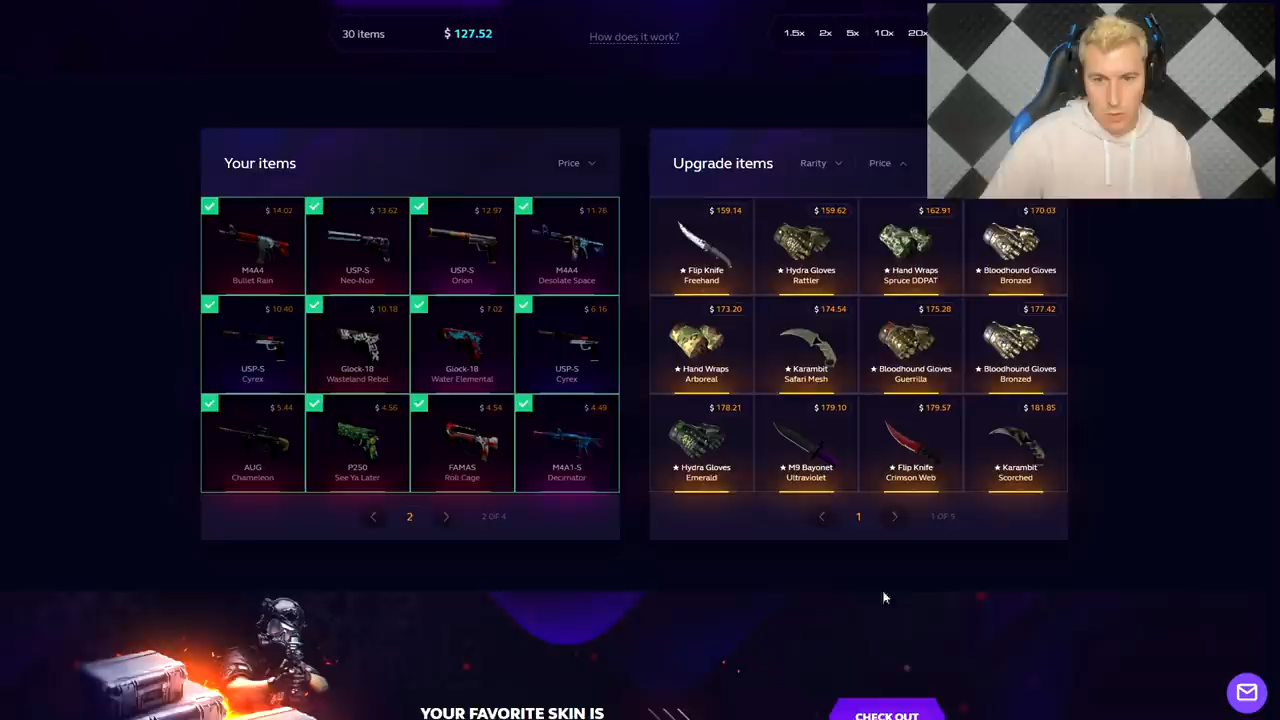 30 items
$ 127.52
How does it work?
1.5x 2x 5x 10x 20x
Your items
Price
$ 14.02
M4A4
Bullet Rain
$ 13.62
USP-S
Neo-Noir
$ 12.97
USP-S
Orion
$ 11.76
M4A4
Desolate Space
$ 10.40
USP-S
Cyrex
$ 10.18
Glock-18
Wasteland Rebel
$ 7.02
Glock-18
Water Elemental
$ 6.16
USP-S
Cyrex
$ 5.44
AUG
Chameleon
$ 4.56
P250
See Ya Later
$ 4.54
FAMAS
Roll Cage
$ 4.49
M4A1-S
Decimator
2
2 OF 4
Upgrade items
Rarity
Price
$ 159.14
★ Flip Knife
Freehand
$ 159.62
★ Hydra Gloves
Rattler
$ 162.91
★ Hand Wraps
Spruce DDPAT
$ 170.03
★ Bloodhound Gloves
Bronzed
$ 173.20
★ Hand Wraps
Arboreal
$ 174.54
★ Karambit
Safari Mesh
$ 175.28
★ Bloodhound Gloves
Guerrilla
$ 177.42
★ Bloodhound Gloves
Bronzed
$ 178.21
★ Hydra Gloves
Emerald
$ 179.10
★ M9 Bayonet
Ultraviolet
$ 179.57
★ Flip Knife
Crimson Web
$ 181.85
★ Karambit
Scorched
1
YOUR FAVORITE SKIN IS
CHECK OUT